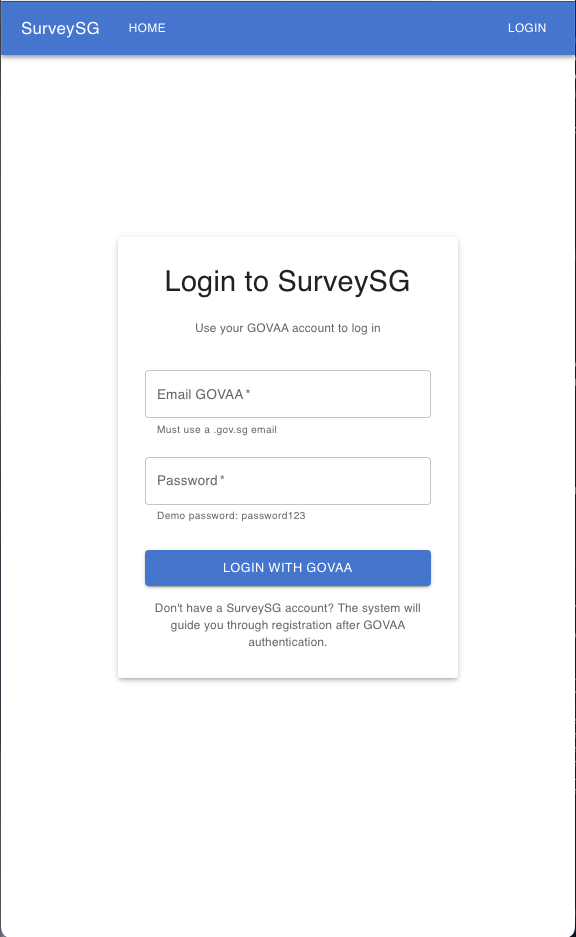 SurveySG HOME LOGIN
Login to SurveySG
Use your GOVAA account to log in
Email GOVAA *
Must use a .gov.sg email
Password *
Demo password: password123
LOGIN WITH GOVAA
Don't have a SurveySG account? The system will
guide you through registration after GOVAA
authentication.